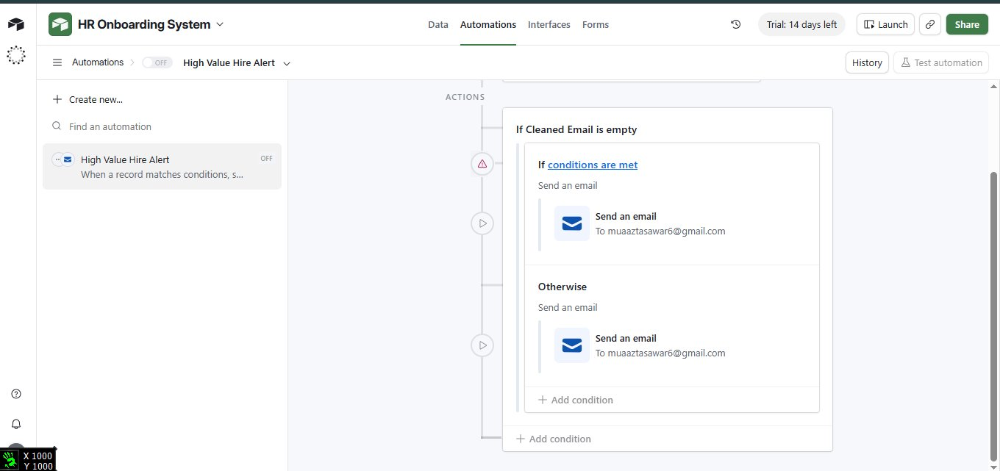 HR Onboarding System
Data
Automations
Interfaces
Forms
Trial: 14 days left
Launch
Share
Automations
OFF
High Value Hire Alert
History
Test automation
Create new...
Find an automation
High Value Hire Alert
OFF
When a record matches conditions, s...
ACTIONS
If Cleaned Email is empty
If conditions are met
Send an email
Send an email
To muaaztasawar6@gmail.com
Otherwise
Send an email
Send an email
To muaaztasawar6@gmail.com
+ Add condition
+ Add condition
X 1000
Y 1000